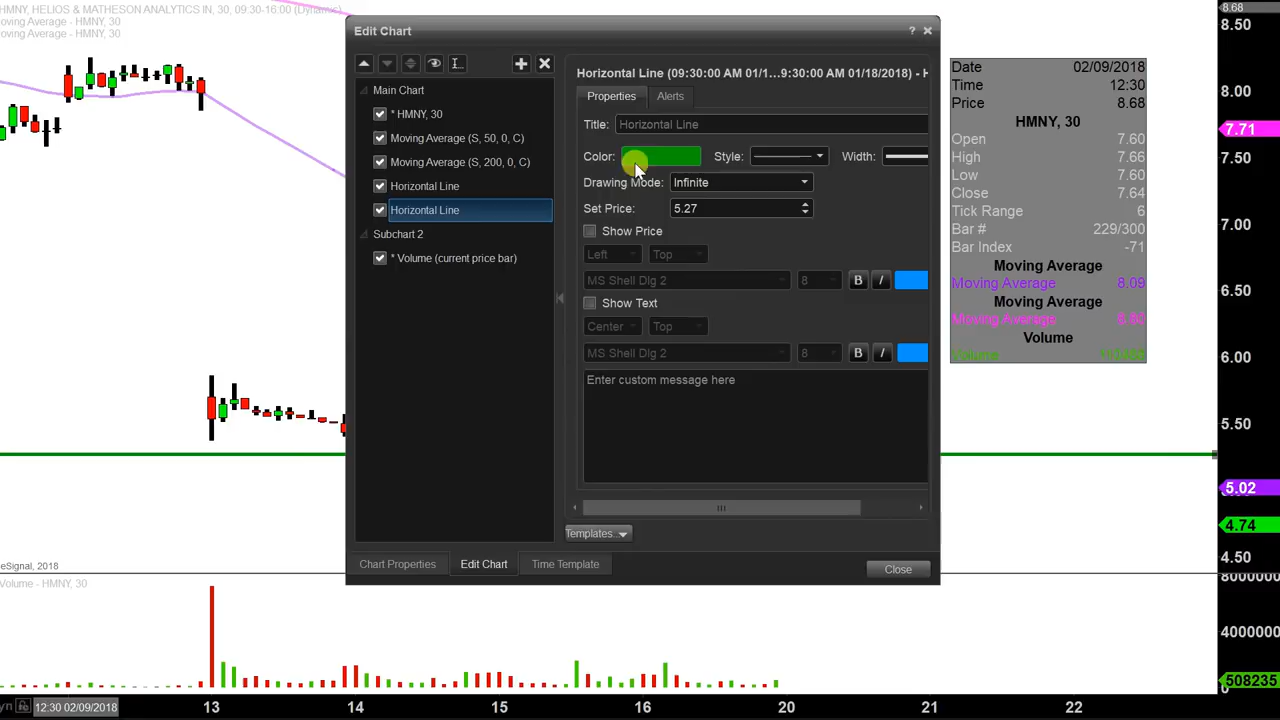 HMNY, HELIOS & MATHESON ANALYTICS IN, 30, 09:30-16:00 (Dynamic)
Moving Average - HMNY, 30
Moving Average - HMNY, 30
Edit Chart
? ×
Main Chart
* HMNY, 30
Moving Average (S, 50, 0, C)
Moving Average (S, 200, 0, C)
Horizontal Line
Horizontal Line
Subchart 2
* Volume (current price bar)
Horizontal Line (09:30:00 AM 01/1...9:30:00 AM 01/18/2018) - H
Properties
Alerts
Title: Horizontal Line
Color:
Style:
Width:
Drawing Mode: Infinite
Set Price: 5.27
Show Price
Left Top
MS Shell Dlg 2 8 B I
Show Text
Center Top
MS Shell Dlg 2 8 B I
Enter custom message here
Templates...
Chart Properties
Edit Chart
Time Template
Close
Date 02/09/2018
Time 12:30
Price 8.68
HMNY, 30
Open 7.60
High 7.66
Low 7.60
Close 7.64
Tick Range 6
Bar # 229/300
Bar Index -71
Moving Average
Moving Average 8.09
Moving Average
Moving Average
Volume
Volume
8.68
8.50
8.00
7.71
7.50
7.00
6.50
6.00
5.50
5.02
4.74
4.50
eSignal, 2018
Volume - HMNY, 30
8000000
4000000
508235
0
yn
12:30 02/09/2018
13
14
15
16
20
21
22